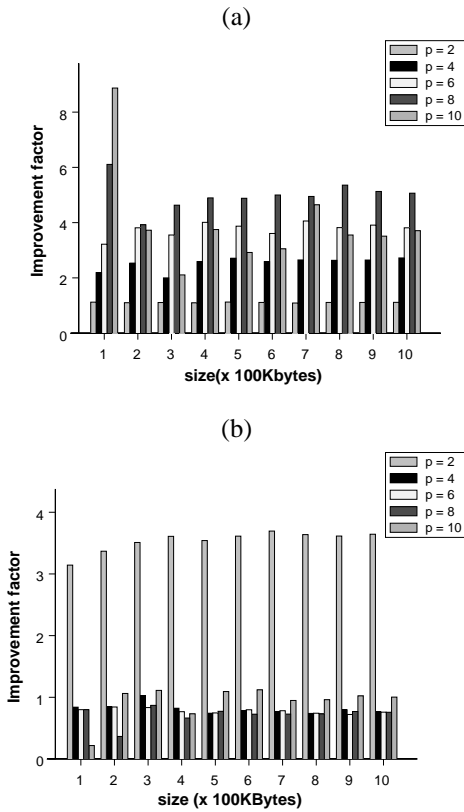 (a)
p = 2
p = 4
p = 6
p = 8
p = 10
Improvement factor
8
6
4
2
0
1 2 3 4 5 6 7 8 9 10
size(x 100Kbytes)
(b)
p = 2
p = 4
p = 6
p = 8
p = 10
Improvement factor
4
3
2
1
0
1 2 3 4 5 6 7 8 9 10
size (x 100KBytes)